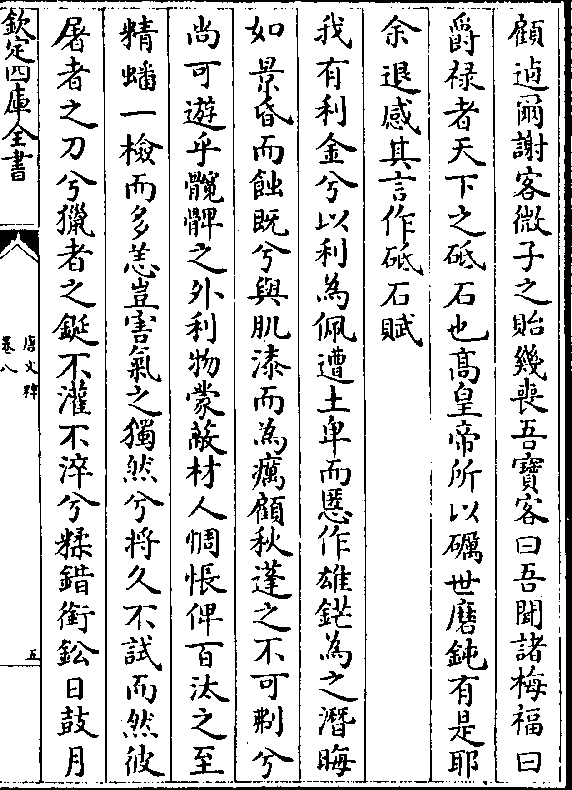 顧逌爾謝客微子之貽幾喪吾寶客曰吾聞諸梅福曰
爵祿者天下之砥石也高皇帝所以礪世磨鈍有是耶
余退感其言作砥石賦
我有利金兮以利為佩遭土卑而慝作雄鋩為之潛晦
如景昏而蝕既兮與肌漆而為癘顧秋蓬之不可剸兮
尚可遊乎髖髀之外利物蒙蔽材人惆悵俾百汰之至
精蟠一檢而多恙豈害氣之獨然兮將久不試而然彼
屠者之刀兮獵者之鋋不灌不淬兮糅錯銜鈆日鼓月
欽定四庫全書
唐文粹
卷八
五